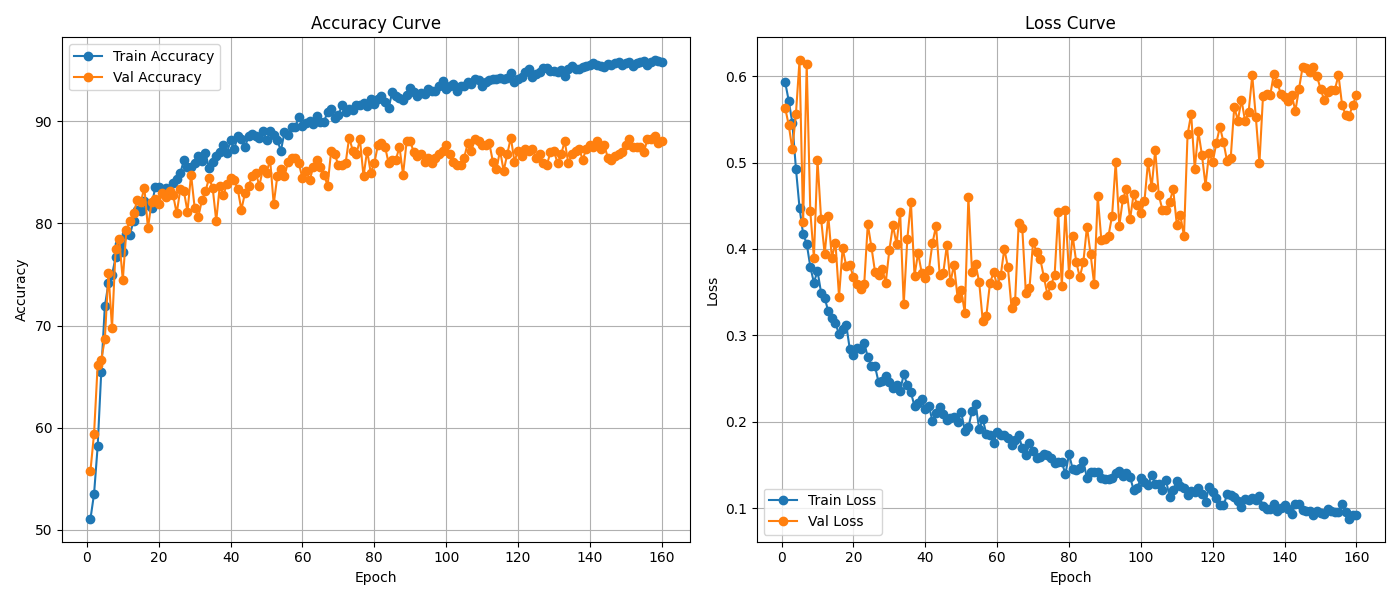 Accuracy Curve
Train Accuracy
Val Accuracy
Accuracy
90
80
70
60
50
0 20 40 60 80 100 120 140 160
Epoch
Loss Curve
Loss
0.6
0.5
0.4
0.3
0.2
0.1
Train Loss
Val Loss
0 20 40 60 80 100 120 140 160
Epoch